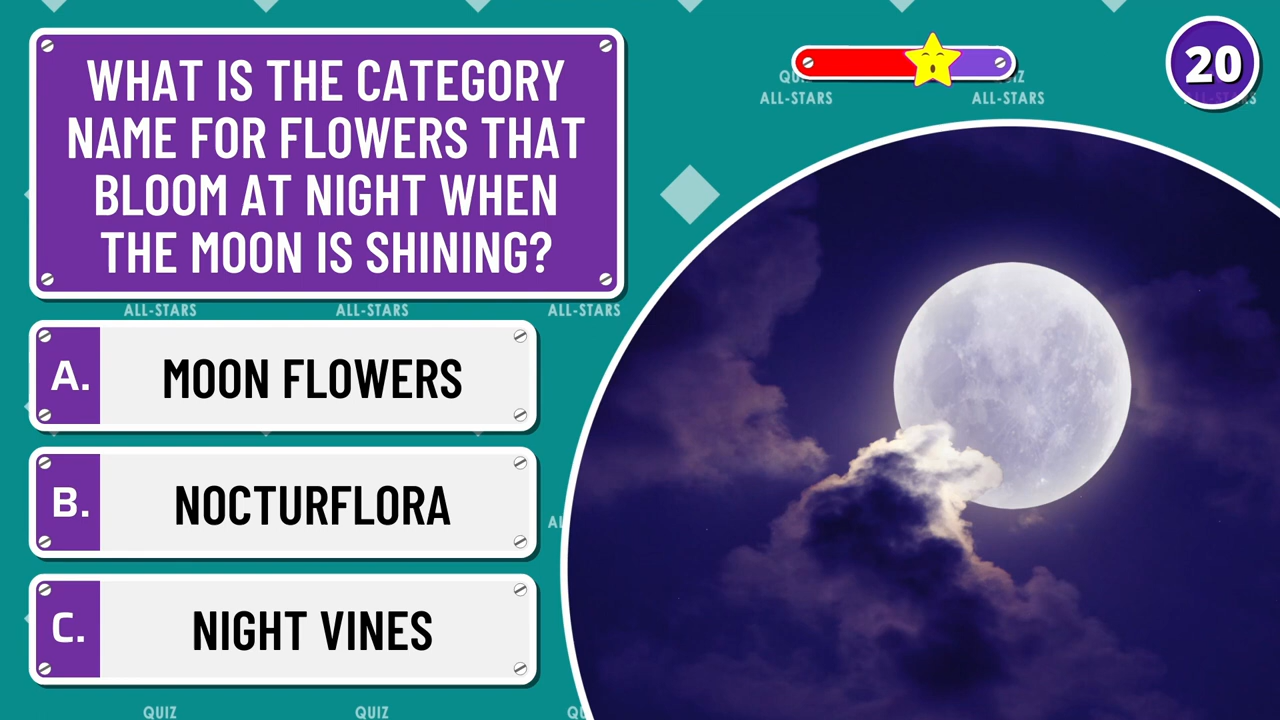 WHAT IS THE CATEGORY
NAME FOR FLOWERS THAT
BLOOM AT NIGHT WHEN
THE MOON IS SHINING?
20
ALL-STARS
ALL-STARS
ALL-STARS
ALL-STARS
ALL-STARS
A. MOON FLOWERS
B. NOCTURFLORA
C. NIGHT VINES
QUIZ
QUIZ